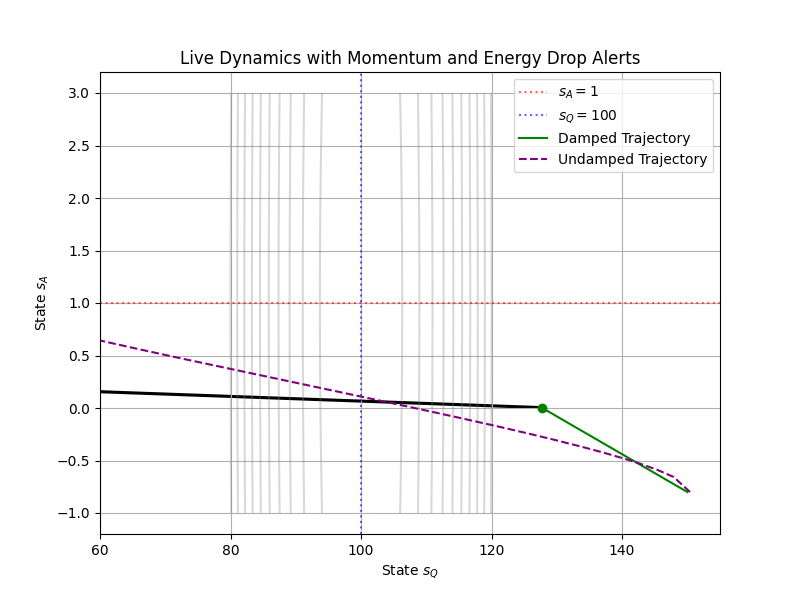 Live Dynamics with Momentum and Energy Drop Alerts
3.0
2.5
2.0
1.5
1.0
0.5
0.0
−0.5
−1.0
State $s_A$
$s_A = 1$
$s_Q = 100$
Damped Trajectory
Undamped Trajectory
60
80
100
120
140
State $s_Q$